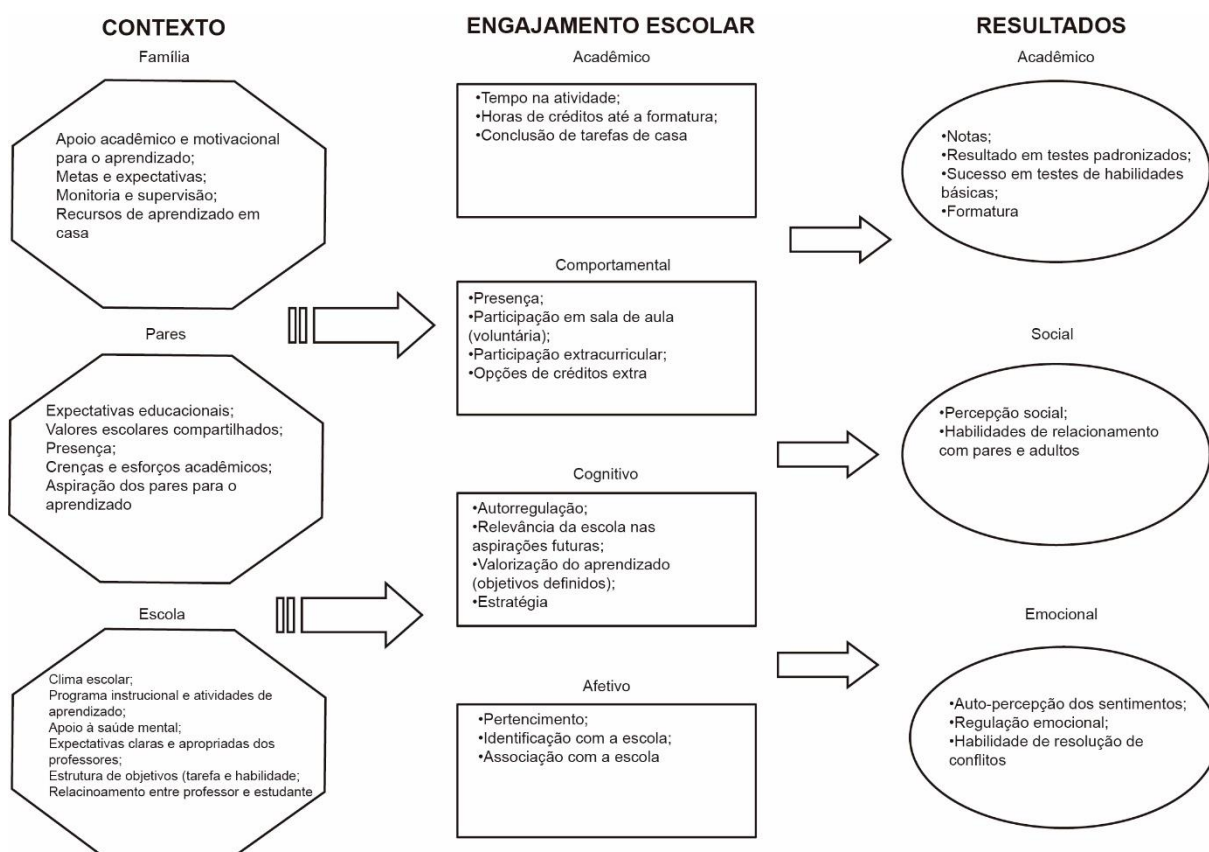 CONTEXTO
Família
Apoio acadêmico e motivacional
para o aprendizado;
Metas e expectativas;
Monitoria e supervisão;
Recursos de aprendizado em
casa
Pares
Expectativas educacionais;
Valores escolares compartilhados;
Presença;
Crenças e esforços acadêmicos;
Aspiração dos pares para o
aprendizado
Escola
Clima escolar;
Programa instrucional e atividades de
aprendizado;
Apoio à saúde mental;
Expectativas claras e apropriadas dos
professores;
Estrutura de objetivos (tarefa e habilidade;
Relacinoamento entre professor e estudante
ENGAJAMENTO ESCOLAR
Acadêmico
•Tempo na atividade;
•Horas de créditos até a formatura;
•Conclusão de tarefas de casa
Comportamental
•Presença;
•Participação em sala de aula
(voluntária);
•Participação extracurricular;
•Opções de créditos extra
Cognitivo
•Autorregulação;
•Relevância da escola nas
aspirações futuras;
•Valorização do aprendizado
(objetivos definidos);
•Estratégia
Afetivo
•Pertencimento;
•Identificação com a escola;
•Associação com a escola
RESULTADOS
Acadêmico
•Notas;
•Resultado em testes padronizados;
•Sucesso em testes de habilidades
básicas;
•Formatura
Social
•Percepção social;
•Habilidades de relacionamento
com pares e adultos
Emocional
•Auto-percepção dos sentimentos;
•Regulação emocional;
•Habilidade de resolução de
conflitos